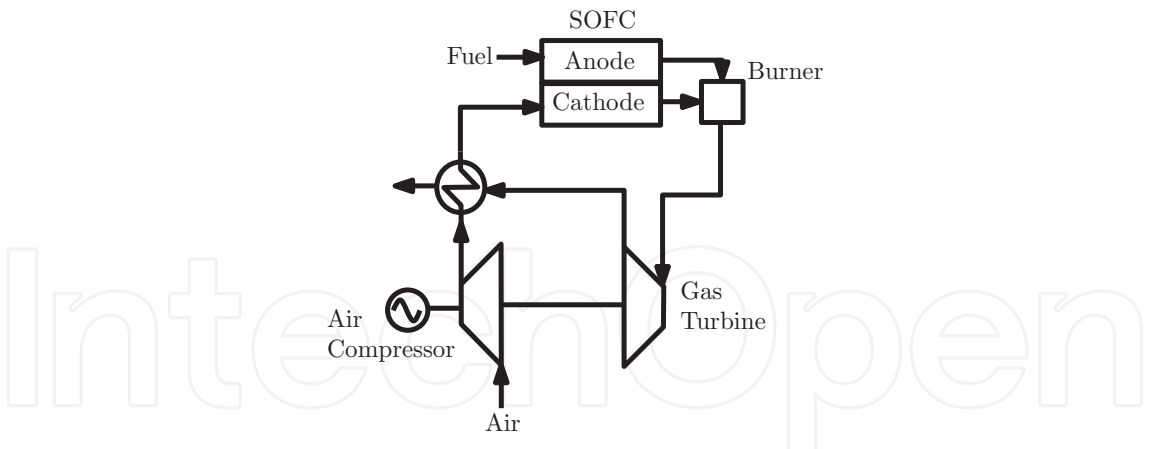 SOFC
Fuel
Anode
Burner
Cathode
Gas
Turbine
Air
Compressor
Air
IntechOpen